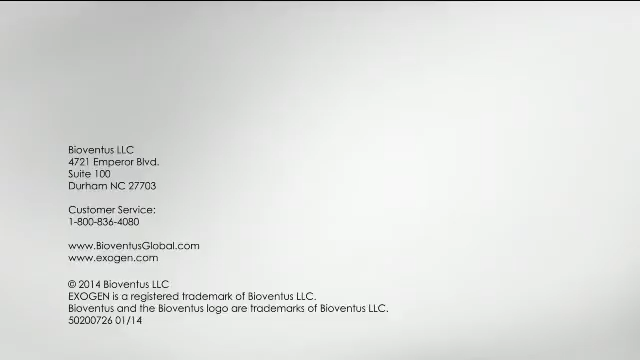 Bioventus LLC
4721 Emperor Blvd.
Suite 100
Durham NC 27703
Customer Service:
1-800-836-4080
www.BioventusGlobal.com
www.exogen.com
© 2014 Bioventus LLC
EXOGEN is a registered trademark of Bioventus LLC.
Bioventus and the Bioventus logo are trademarks of Bioventus LLC.
50200726 01/14